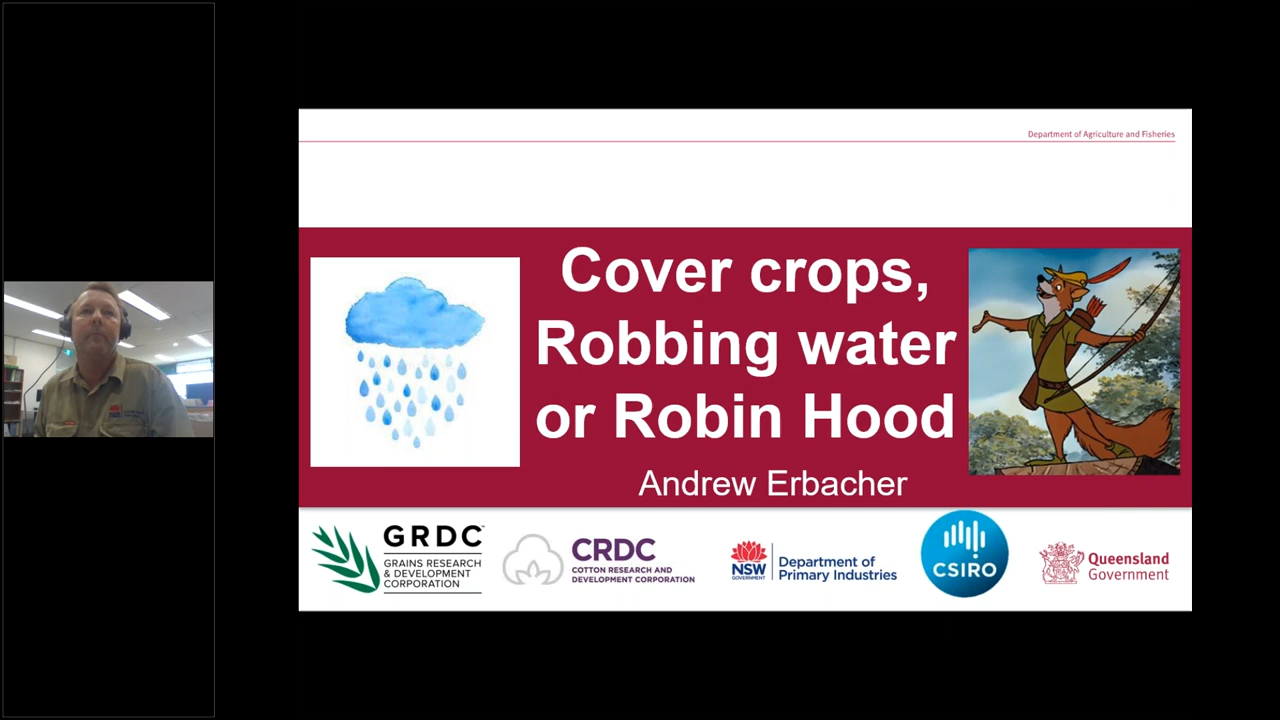 Department of Agriculture and Fisheries
Cover crops,
Robbing water
or Robin Hood
Andrew Erbacher
GRDC™
GRAINS RESEARCH
& DEVELOPMENT
CORPORATION
CRDC
COTTON RESEARCH AND
DEVELOPMENT CORPORATION
NSW
GOVERNMENT
Department of
Primary Industries
CSIRO
Queensland
Government